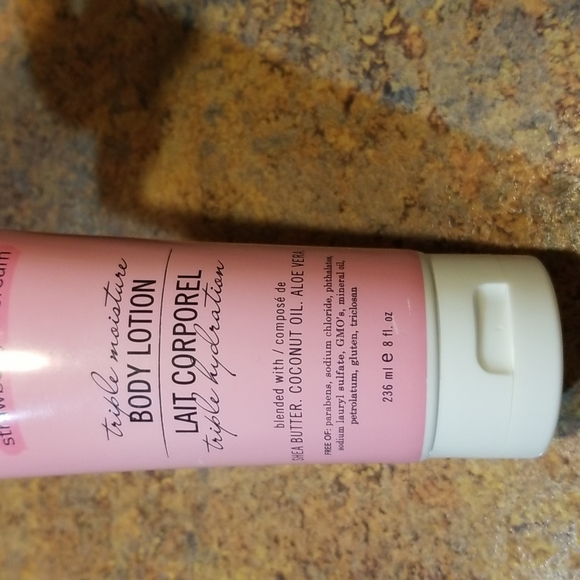 triple moisture
BODY LOTION
LAIT CORPOREL
triple hydration
blended with / composé de
SHEA BUTTER. COCONUT OIL. ALOE VERA
FREE OF: parabens, sodium chloride, phthalates,
sodium lauryl sulfate, GMO's, mineral oil,
petrolatum, gluten, triclosan
236 ml e 8 fl. oz